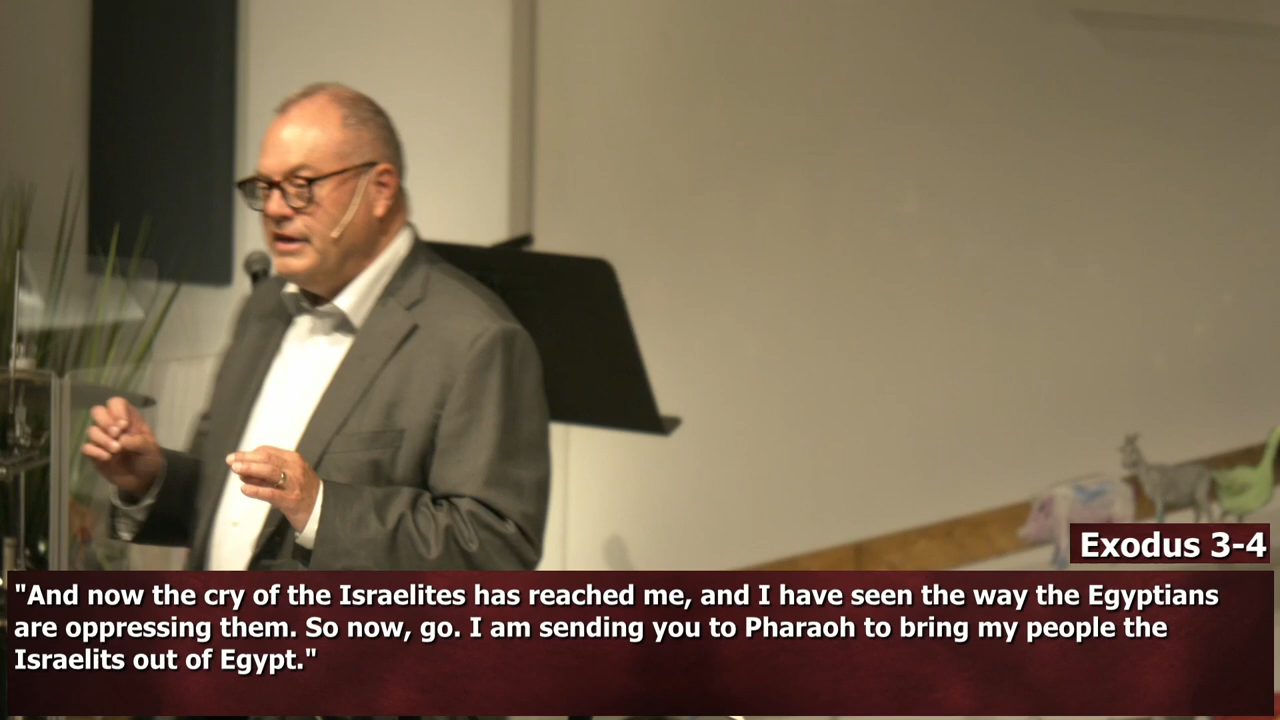 Exodus 3-4
"And now the cry of the Israelites has reached me, and I have seen the way the Egyptians
are oppressing them. So now, go. I am sending you to Pharaoh to bring my people the
Israelits out of Egypt."